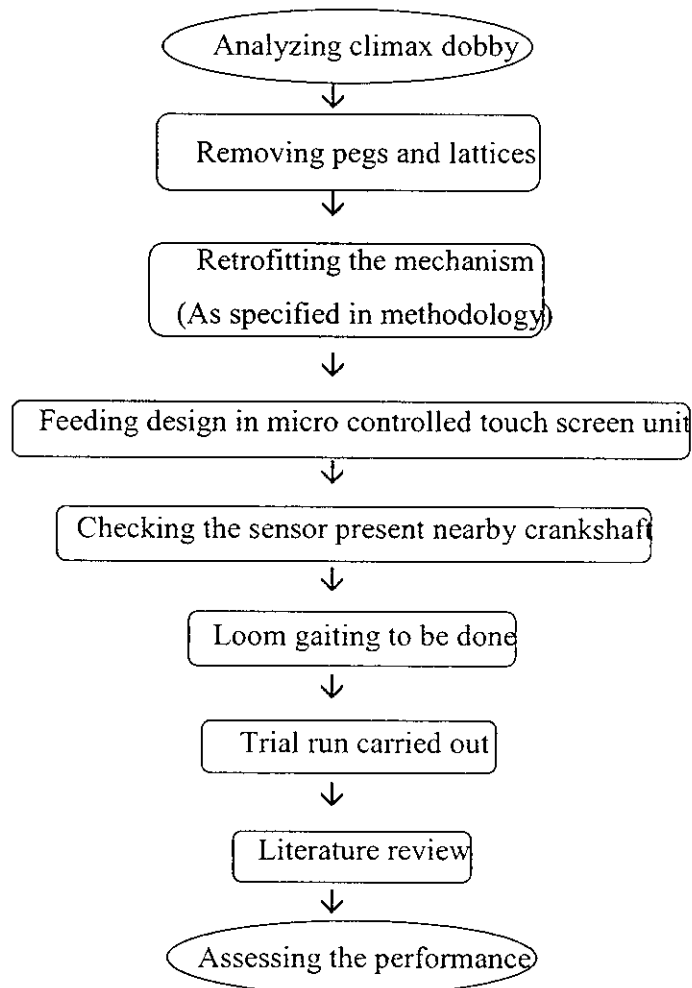 Analyzing climax dobby
Removing pegs and lattices
Retrofitting the mechanism
(As specified in methodology)
Feeding design in micro controlled touch screen unit
Checking the sensor present nearby crankshaft
Loom gaiting to be done
Trial run carried out
Literature review
Assessing the performance